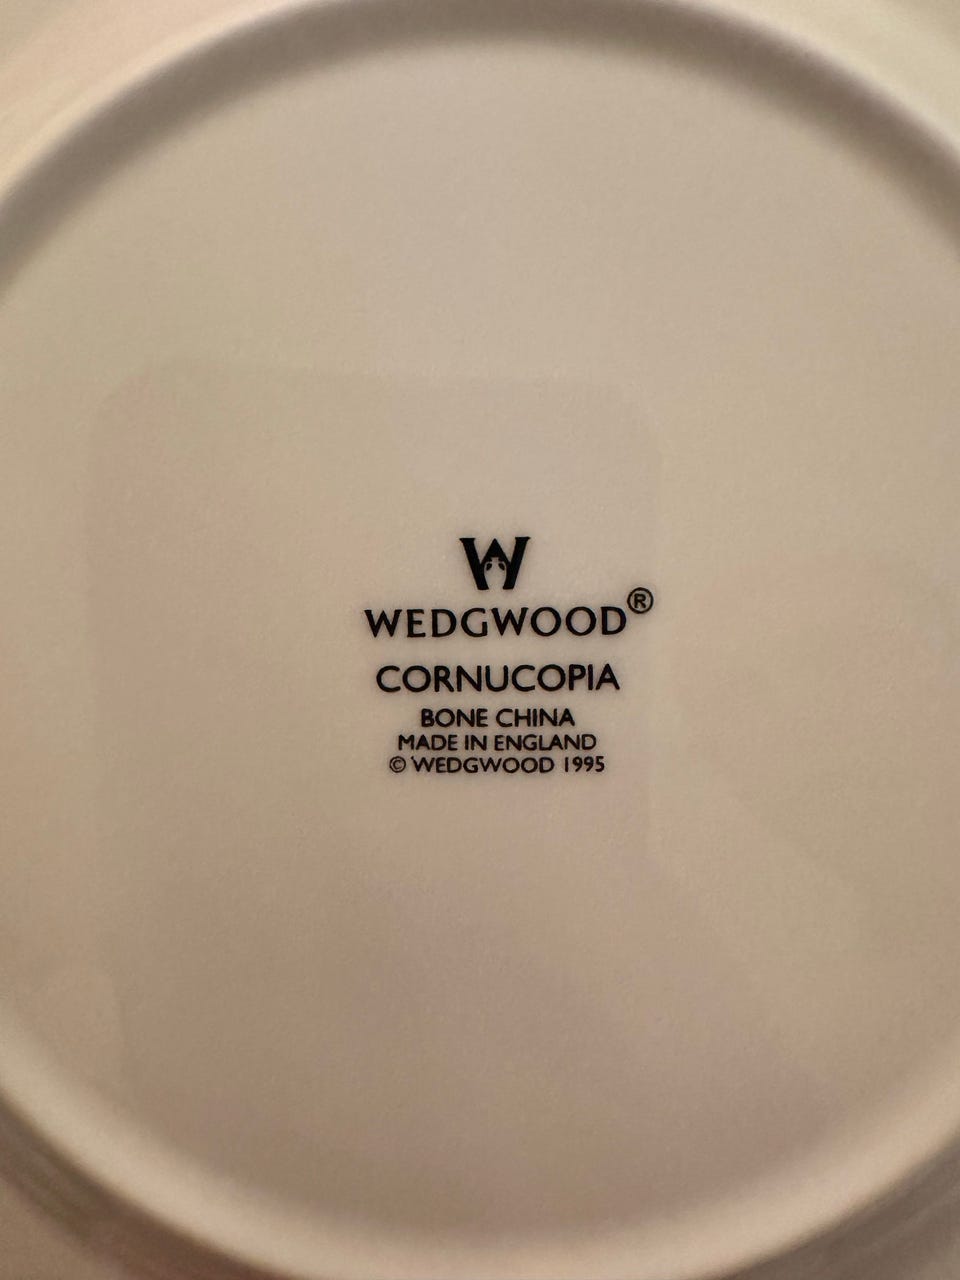 W
WEDGWOOD®
CORNUCOPIA
BONE CHINA
MADE IN ENGLAND
© WEDGWOOD 1995